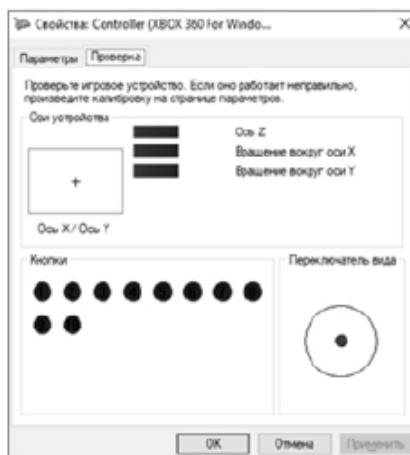 Свойства: Controller (XBOX 360 For Windo...
Параметры Проверка
Проверьте игровое устройство. Если оно работает неправильно,
произведите калибровку на странице параметров.
Оси устройства
Ось Z
Вращение вокруг оси X
Вращение вокруг оси Y
Ось X / Ось Y
Кнопки
Переключатель вида
OK Отмена Применить